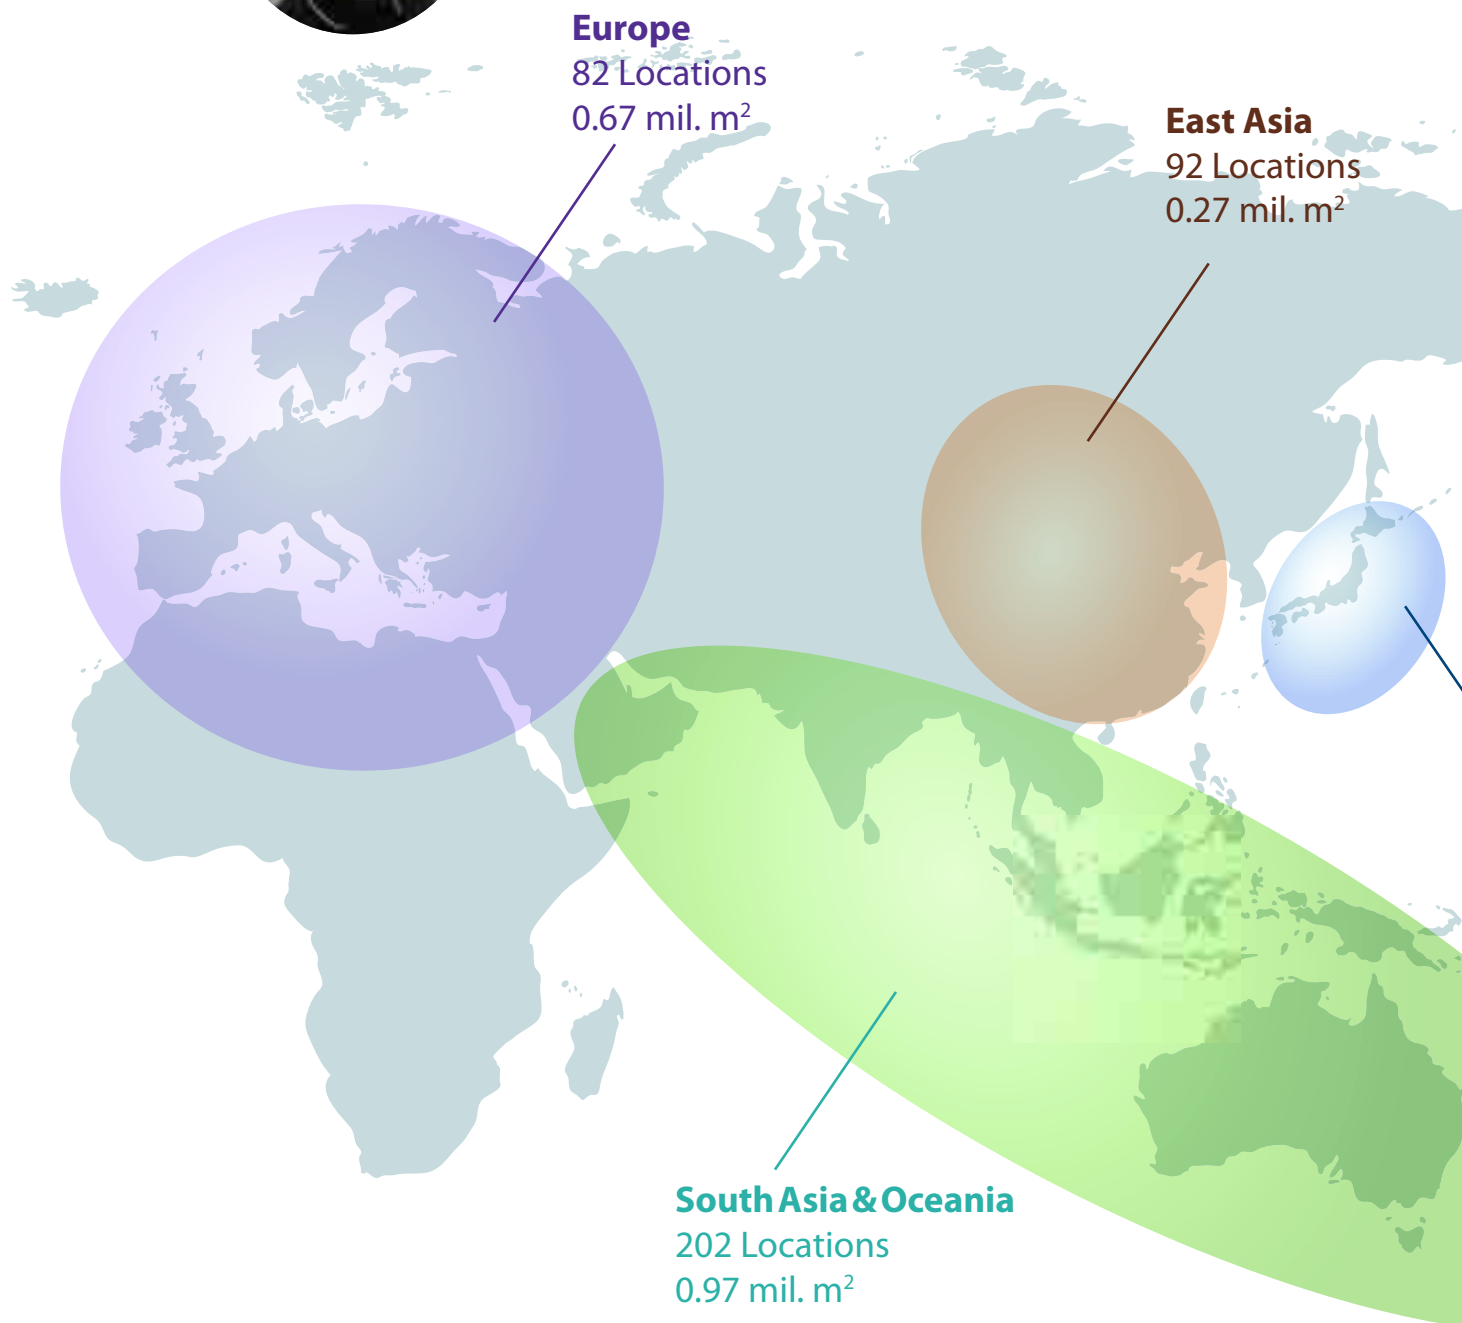 Europe
82 Locations
0.67 mil. m²
East Asia
92 Locations
0.27 mil. m²
South Asia & Oceania
202 Locations
0.97 mil. m²